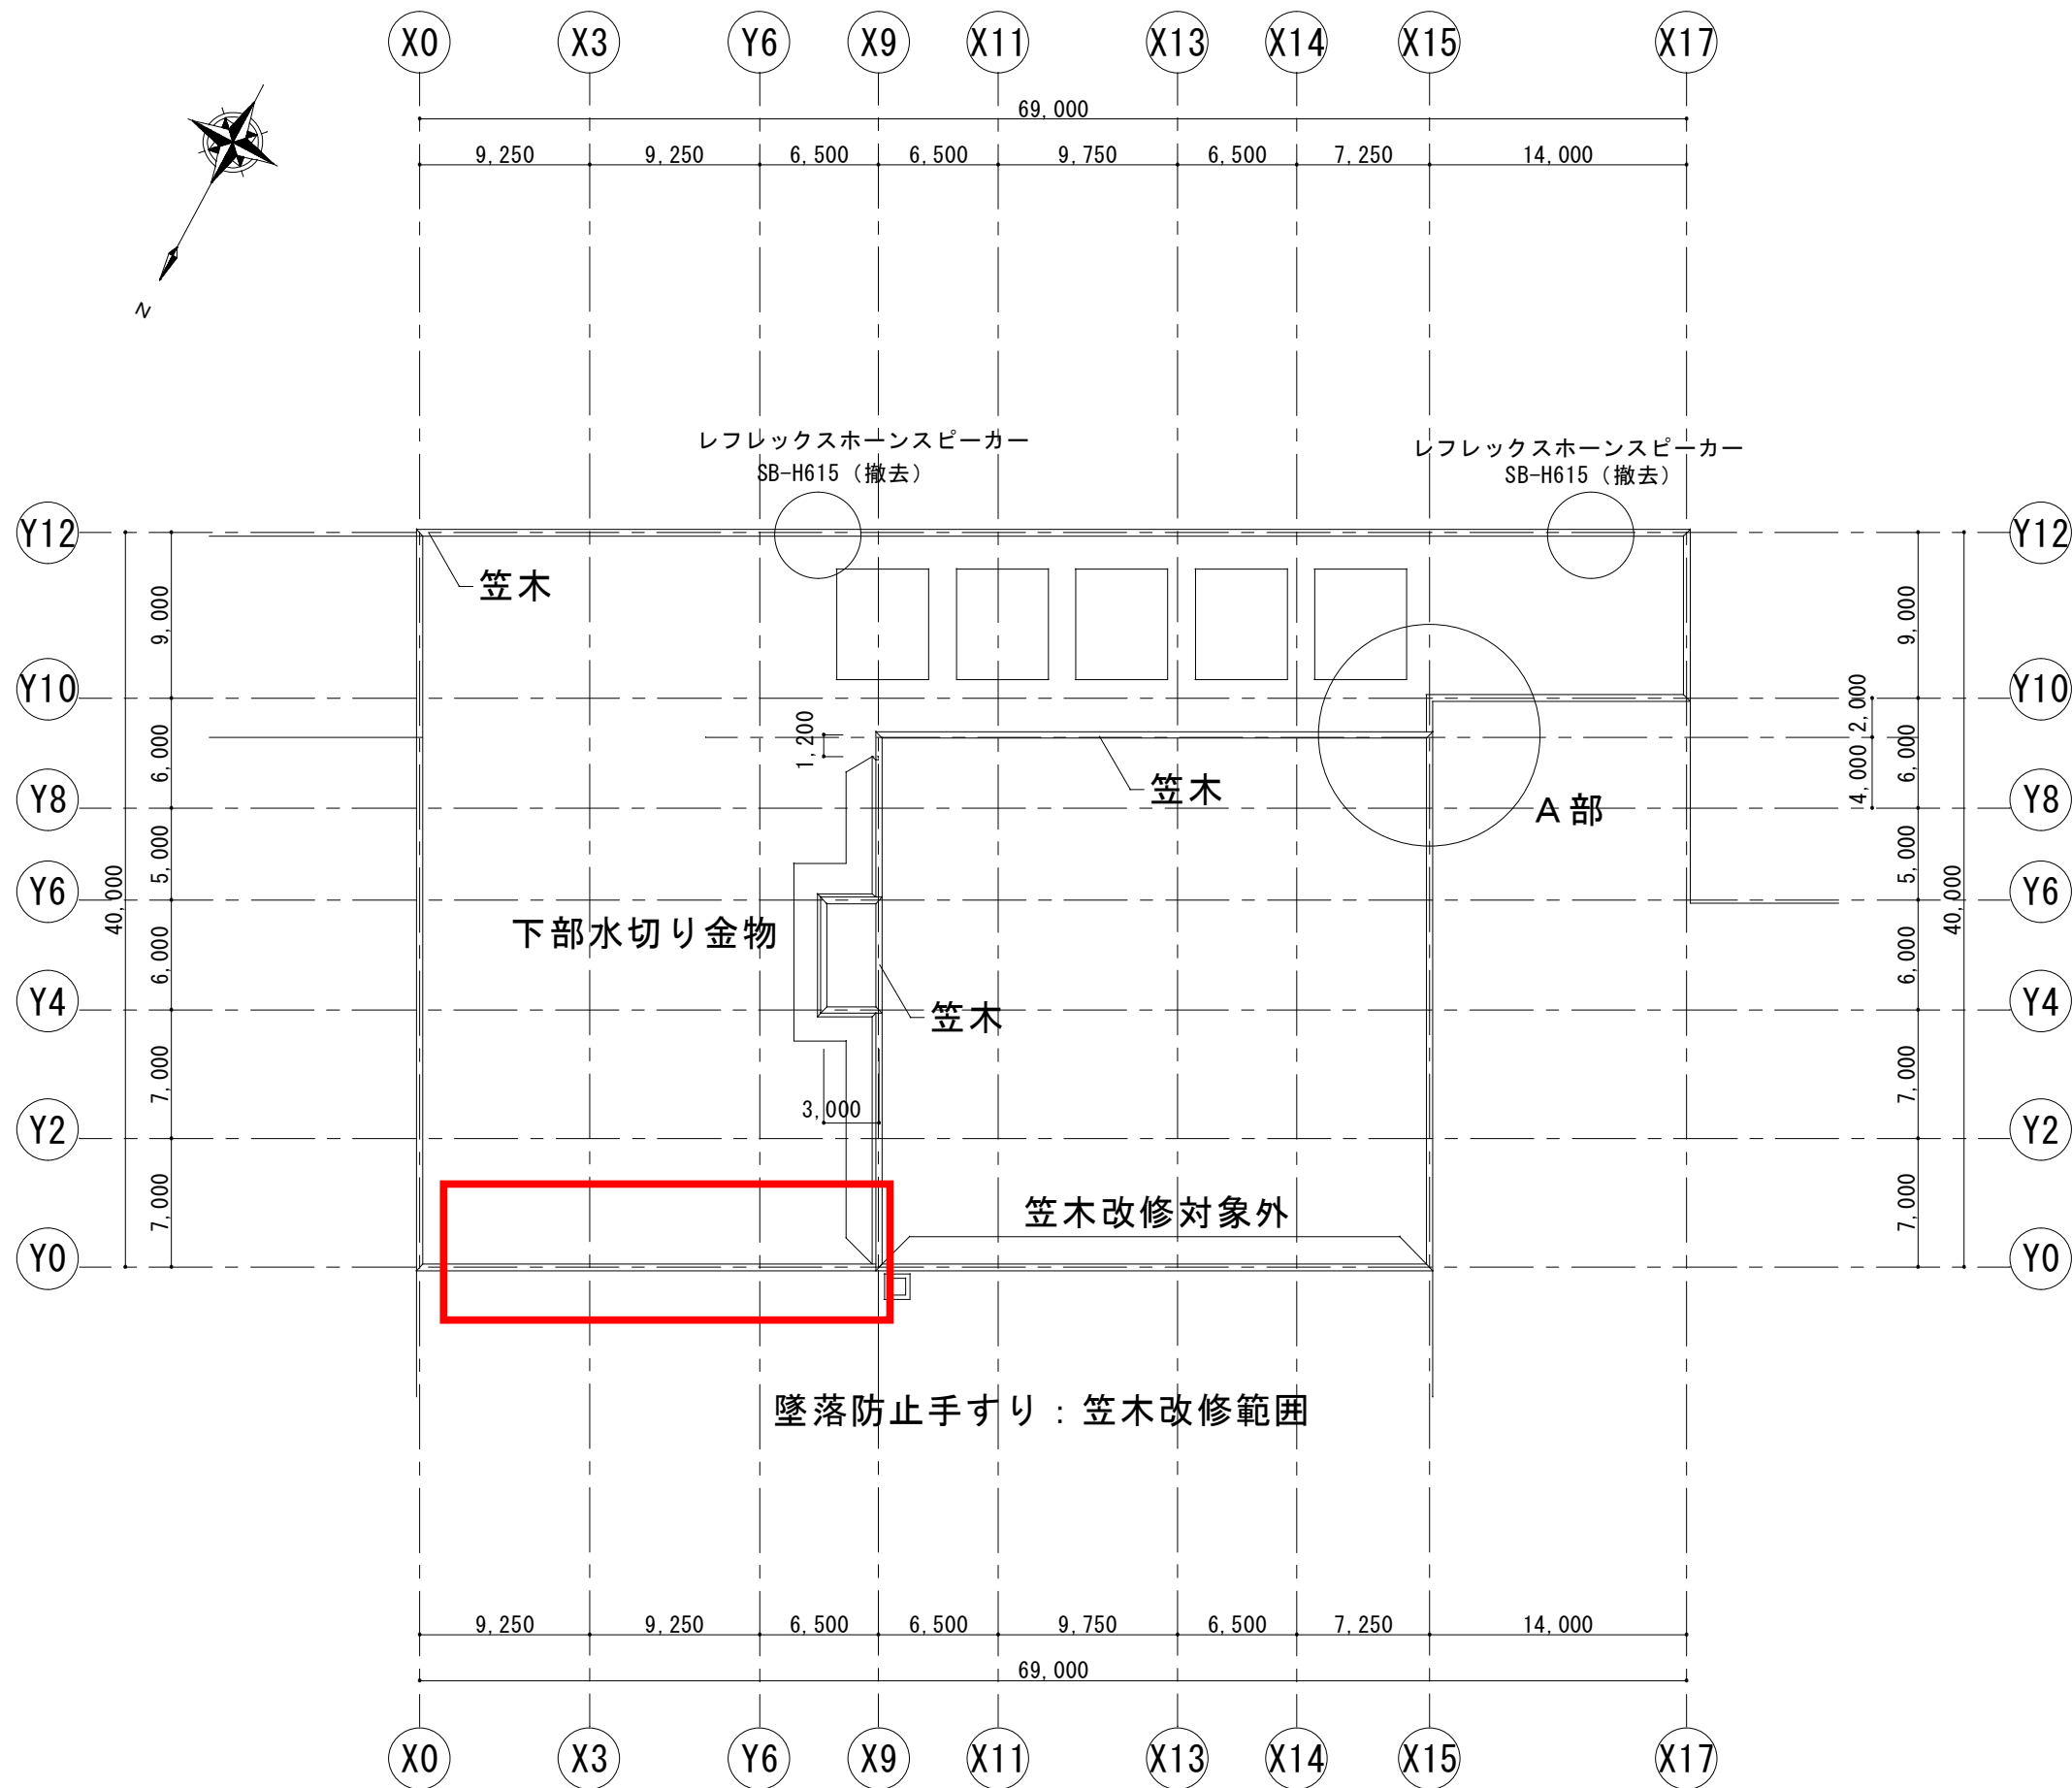 X0 X3 Y6 X9 X11 X13 X14 X15 X17
69,000
9,250 9,250 6,500 6,500 9,750 6,500 7,250 14,000
N
レフレックスホーンスピーカー
SB-H615（撤去）
レフレックスホーンスピーカー
SB-H615（撤去）
Y12 Y12
笠木
9,000 9,000
Y10 Y10
1,200
2,000
6,000 6,000
笠木
4,000
Y8 Y8
A部
5,000 5,000
40,000 40,000
Y6 Y6
下部水切り金物
6,000 6,000
笠木
Y4 Y4
7,000 7,000
3,000
Y2 Y2
7,000 7,000
笠木改修対象外
Y0 Y0
墜落防止手すり：笠木改修範囲
9,250 9,250 6,500 6,500 9,750 6,500 7,250 14,000
69,000
X0 X3 Y6 X9 X11 X13 X14 X15 X17